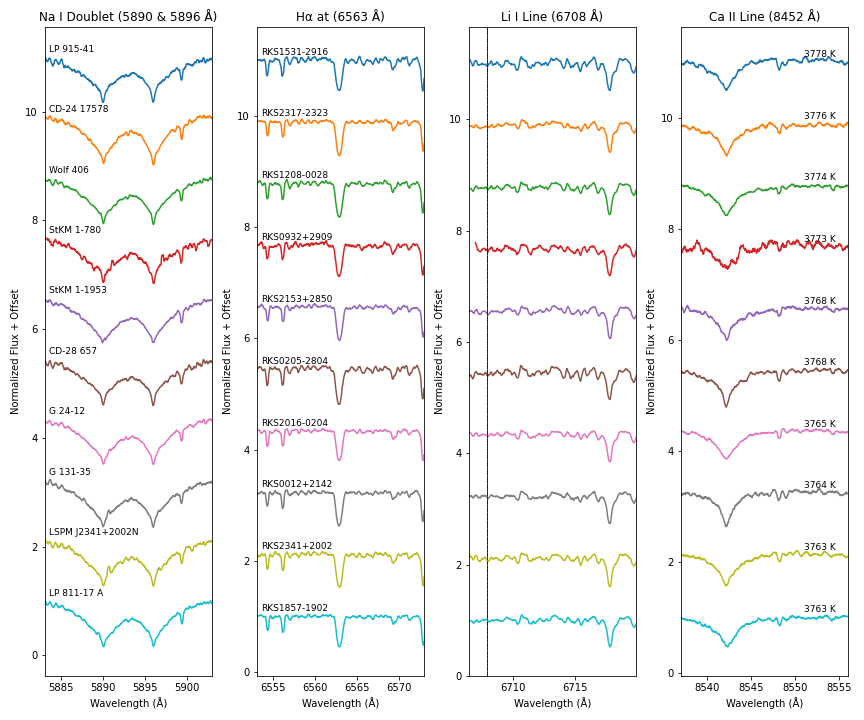 Na I Doublet (5890 & 5896 Å)
Normalized Flux + Offset
10
8
6
4
2
0
LP 915-41
CD-24 17578
Wolf 406
StKM 1-780
StKM 1-1953
CD-28 657
G 24-12
G 131-35
LSPM J2341+2002N
LP 811-17 A
5885
5890
5895
5900
Wavelength (Å)
Hα at (6563 Å)
Normalized Flux + Offset
10
8
6
4
2
0
RKS1531-2916
RKS2317-2323
RKS1208-0028
RKS0932+2909
RKS2153+2850
RKS0205-2804
RKS2016-0204
RKS0012+2142
RKS2341+2002
RKS1857-1902
6555
6560
6565
6570
Wavelength (Å)
Li I Line (6708 Å)
Normalized Flux + Offset
10
8
6
4
2
0
6710
6715
Wavelength (Å)
Ca II Line (8452 Å)
Normalized Flux + Offset
10
8
6
4
2
0
3778 K
3776 K
3774 K
3773 K
3768 K
3768 K
3765 K
3764 K
3763 K
3763 K
8540
8545
8550
8555
Wavelength (Å)